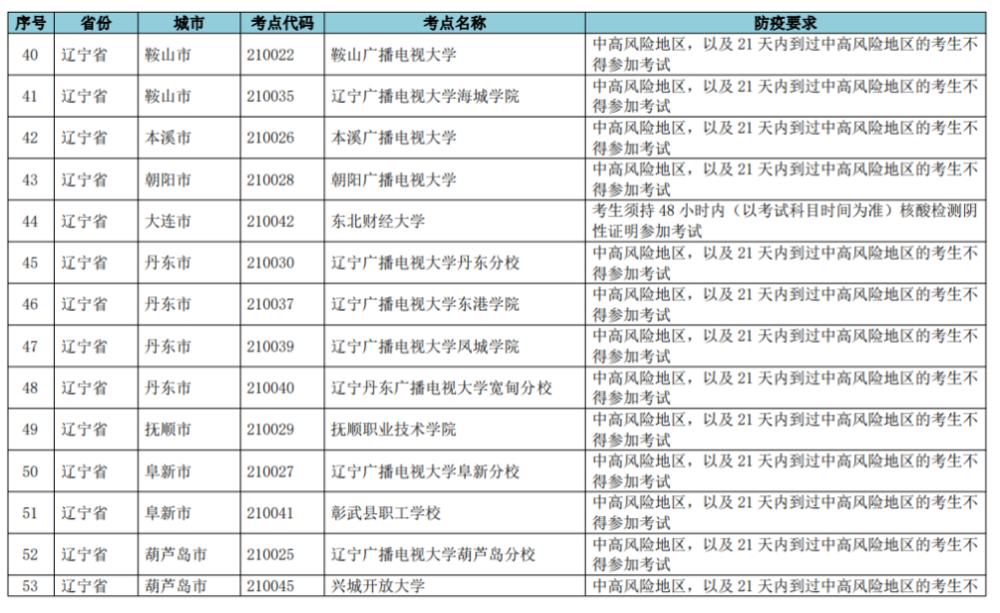 序号 省份 城市 考点代码 考点名称 防疫要求
40 辽宁省 鞍山市 210022 鞍山广播电视大学 中高风险地区，以及 21 天内到过中高风险地区的考生不
得参加考试
41 辽宁省 鞍山市 210035 辽宁广播电视大学海城学院 中高风险地区，以及 21 天内到过中高风险地区的考生不
得参加考试
42 辽宁省 本溪市 210026 本溪广播电视大学 中高风险地区，以及 21 天内到过中高风险地区的考生不
得参加考试
43 辽宁省 朝阳市 210028 朝阳广播电视大学 中高风险地区，以及 21 天内到过中高风险地区的考生不
得参加考试
44 辽宁省 大连市 210042 东北财经大学 考生须持 48 小时内（以考试科目时间为准）核酸检测阴
性证明参加考试
45 辽宁省 丹东市 210030 辽宁广播电视大学丹东分校 中高风险地区，以及 21 天内到过中高风险地区的考生不
得参加考试
46 辽宁省 丹东市 210037 辽宁广播电视大学东港学院 中高风险地区，以及 21 天内到过中高风险地区的考生不
得参加考试
47 辽宁省 丹东市 210039 辽宁广播电视大学凤城学院 中高风险地区，以及 21 天内到过中高风险地区的考生不
得参加考试
48 辽宁省 丹东市 210040 辽宁丹东广播电视大学宽甸分校 中高风险地区，以及 21 天内到过中高风险地区的考生不
得参加考试
49 辽宁省 抚顺市 210029 抚顺职业技术学院 中高风险地区，以及 21 天内到过中高风险地区的考生不
得参加考试
50 辽宁省 阜新市 210027 辽宁广播电视大学阜新分校 中高风险地区，以及 21 天内到过中高风险地区的考生不
得参加考试
51 辽宁省 阜新市 210041 彰武县职工学校 中高风险地区，以及 21 天内到过中高风险地区的考生不
得参加考试
52 辽宁省 葫芦岛市 210025 辽宁广播电视大学葫芦岛分校 中高风险地区，以及 21 天内到过中高风险地区的考生不
得参加考试
53 辽宁省 葫芦岛市 210045 兴城开放大学 中高风险地区，以及 21 天内到过中高风险地区的考生不